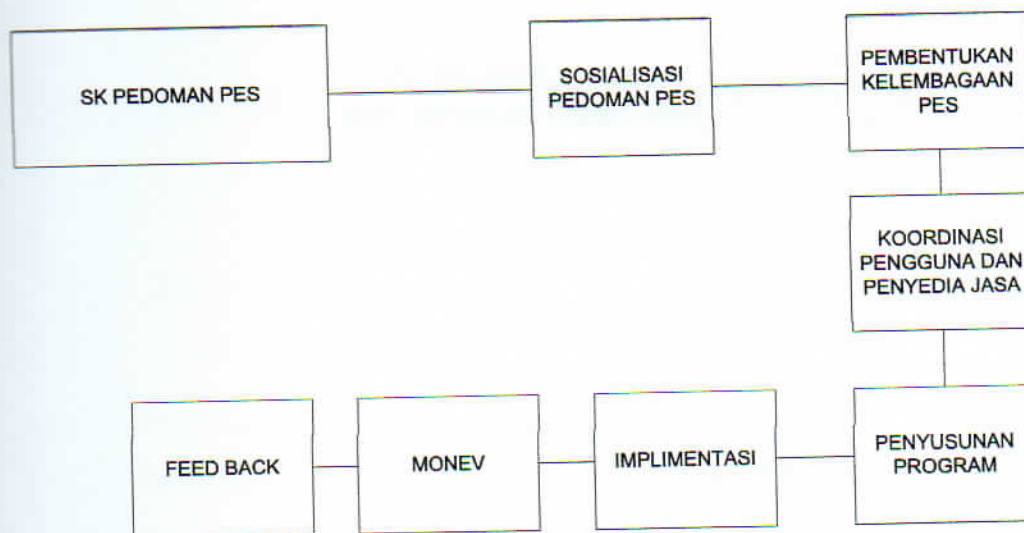 SK PEDOMAN PES
SOSIALISASI
PEDOMAN PES
PEMBENTUKAN
KELEMBAGAAN
PES
KOORDINASI
PENGGUNA DAN
PENYEDIA JASA
PENYUSUNAN
PROGRAM
IMPLIMENTASI
MONEV
FEED BACK